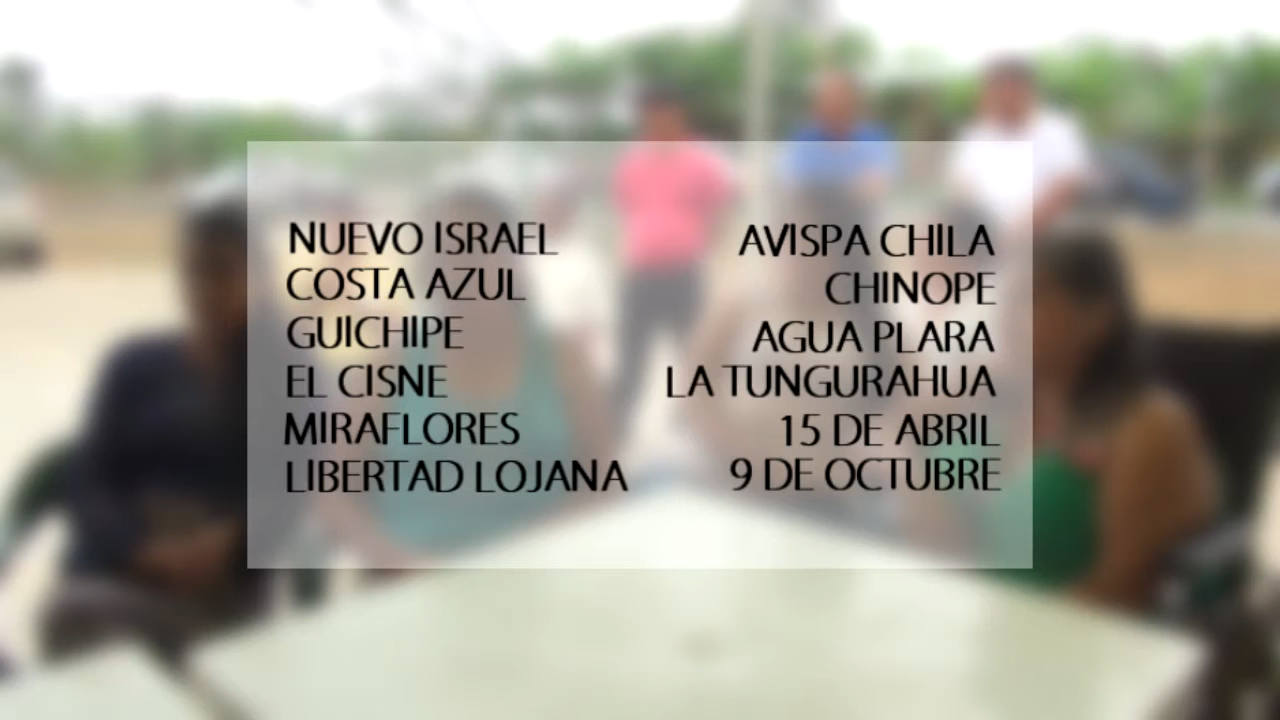 NUEVO ISRAEL
COSTA AZUL
GUICHIPE
EL CISNE
MIRAFLORES
LIBERTAD LOJANA
AVISPA CHILA
CHINOPE
AGUA PLARA
LA TUNGURAHUA
15 DE ABRIL
9 DE OCTUBRE